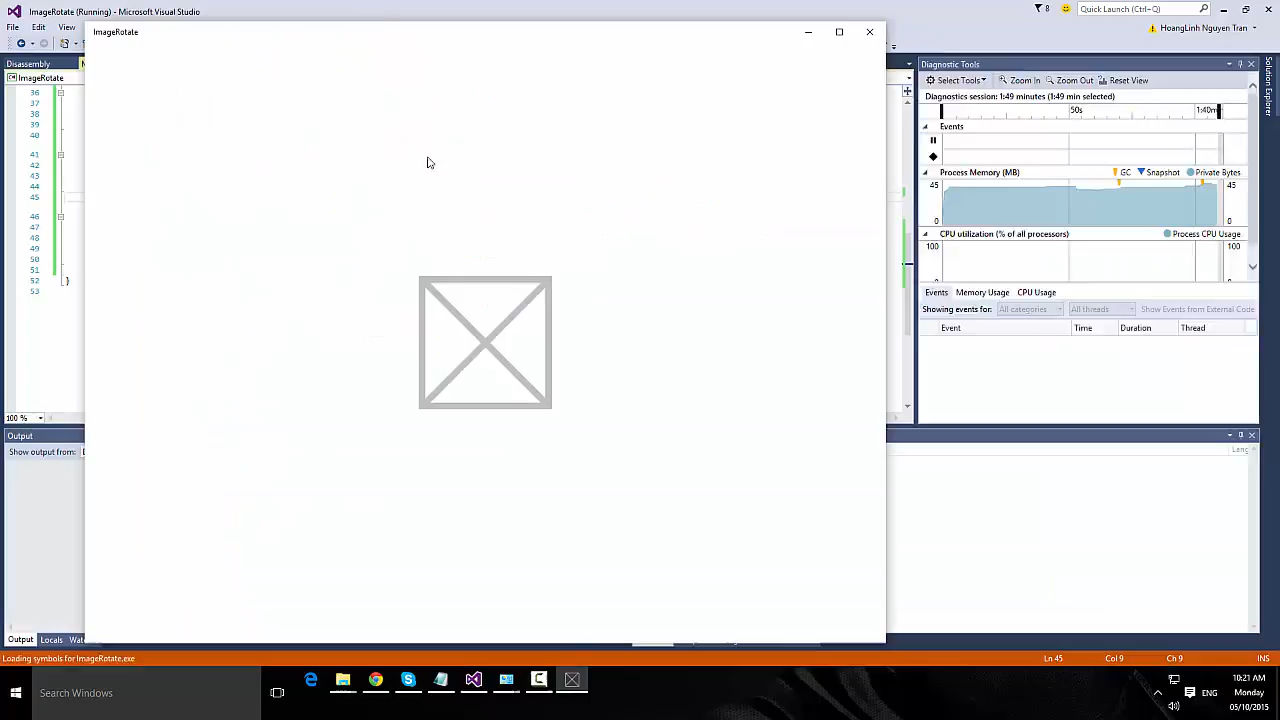 ImageRotate (Running) - Microsoft Visual Studio
8
Quick Launch (Ctrl+Q)
File Edit View
HoangLinh Nguyen Tran
ImageRotate
Disassembly
Diagnostic Tools
ImageRotate
Select Tools
Zoom In
Zoom Out
Reset View
Diagnostics session: 1:49 minutes (1:49 min selected)
50s
1:40m
Events
Process Memory (MB)
GC
Snapshot
Private Bytes
45
45
0
0
CPU utilization (% of all processors)
Process CPU Usage
100
100
Events Memory Usage CPU Usage
Showing events for:
All categories
All threads
Show Events from External Code
Event
Time
Duration
Thread
Solution Explorer
36
37
38
39
40
41
42
43
44
45
46
47
48
49
50
51
52 }
53
100 %
Output
Show output from:
Lang
Output Locals Wat
Loading symbols for ImageRotate.exe
Ln 45
Col 9
Ch 9
INS
Search Windows
ENG
10:21 AM
Monday
05/10/2015